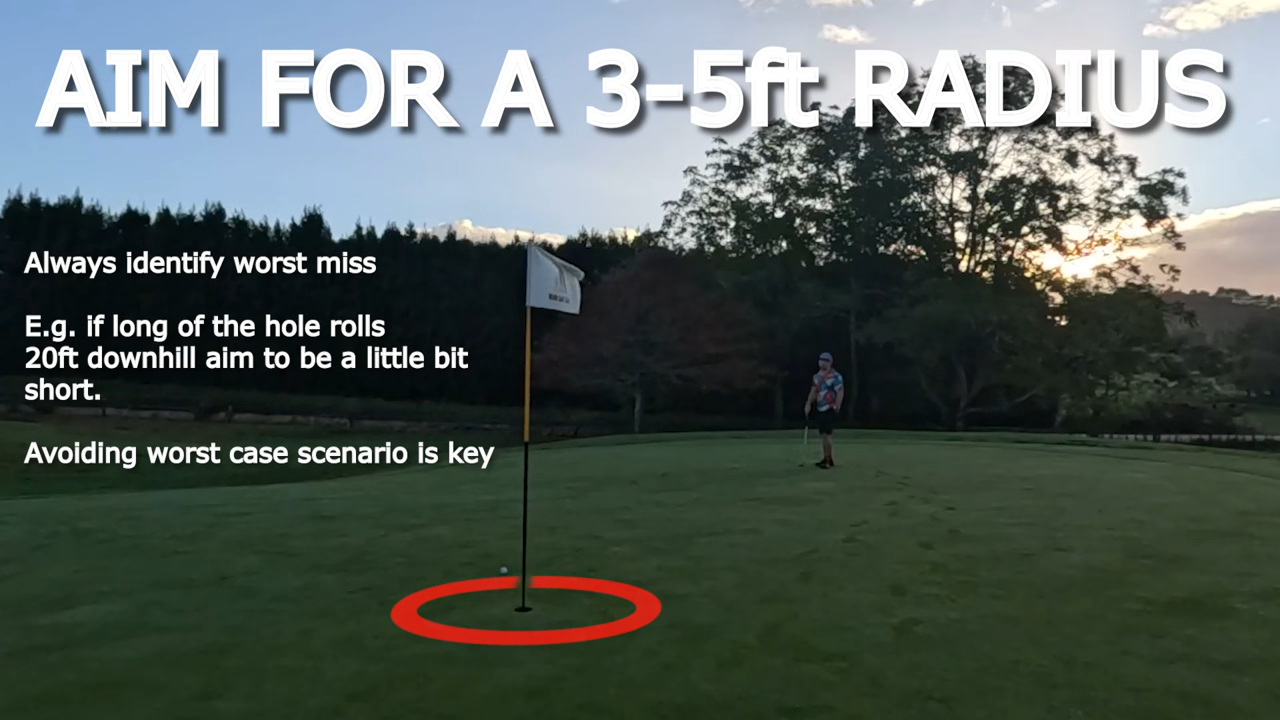 AIM FOR A 3-5ft RADIUS
Always identify worst miss
E.g. if long of the hole rolls
20ft downhill aim to be a little bit
short.
Avoiding worst case scenario is key